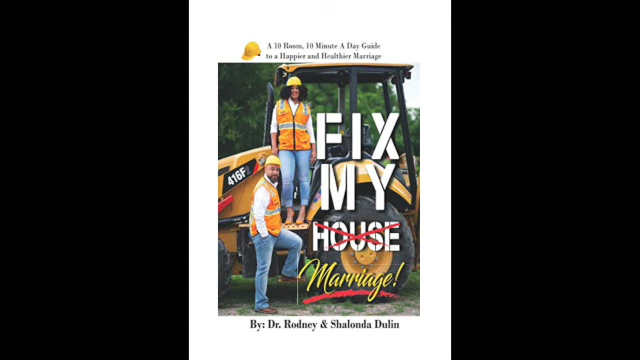 A 10 Room, 10 Minute A Day Guide
to a Happier and Healthier Marriage
FIX
MY
HOUSE
Marriage!
416F
By: Dr. Rodney & Shalonda Dulin